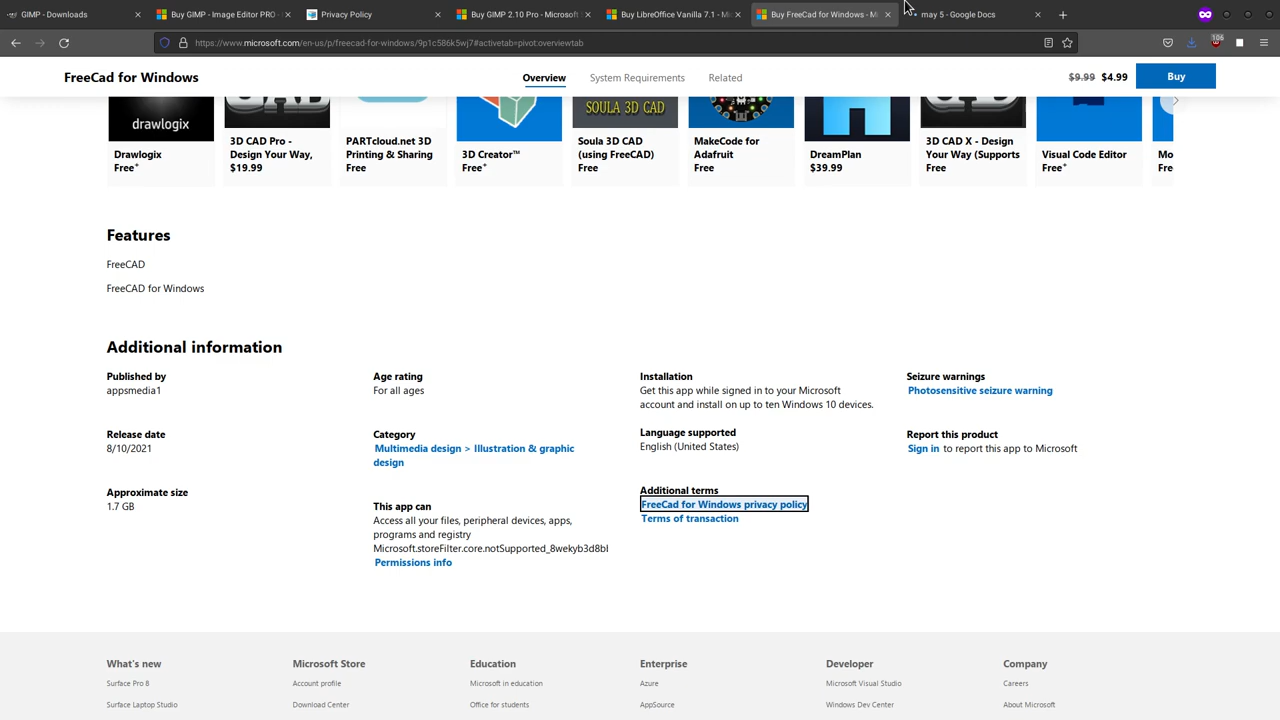 GIMP - Downloads
Buy GIMP - Image Editor PRO -
Privacy Policy
Buy GIMP 2.10 Pro - Microsoft
Buy LibreOffice Vanilla 7.1 - Mi
Buy FreeCad for Windows - Mi
may 5 - Google Docs
https://www.microsoft.com/en-us/p/freecad-for-windows/9p1c586k5wj7#activetab=pivot:overviewtab
106
FreeCad for Windows
Overview
System Requirements
Related
$9.99 $4.99
Buy
drawlogix
SOULA 3D CAD
Drawlogix
Free+
3D CAD Pro -
Design Your Way,
$19.99
PARTcloud.net 3D
Printing & Sharing
Free
3D Creator™
Free+
Soula 3D CAD
(using FreeCAD)
Free
MakeCode for
Adafruit
Free
DreamPlan
$39.99
3D CAD X - Design
Your Way (Supports
Free
Visual Code Editor
Free+
Mo
Free
Features
FreeCAD
FreeCAD for Windows
Additional information
Published by
appsmedia1
Release date
8/10/2021
Approximate size
1.7 GB
Age rating
For all ages
Category
Multimedia design > Illustration & graphic
design
This app can
Access all your files, peripheral devices, apps,
programs and registry
Microsoft.storeFilter.core.notSupported_8wekyb3d8bl
Permissions info
Installation
Get this app while signed in to your Microsoft
account and install on up to ten Windows 10 devices.
Language supported
English (United States)
Additional terms
FreeCad for Windows privacy policy
Terms of transaction
Seizure warnings
Photosensitive seizure warning
Report this product
Sign in to report this app to Microsoft
What's new
Surface Pro 8
Surface Laptop Studio
Microsoft Store
Account profile
Download Center
Education
Microsoft in education
Office for students
Enterprise
Azure
AppSource
Developer
Microsoft Visual Studio
Windows Dev Center
Company
Careers
About Microsoft